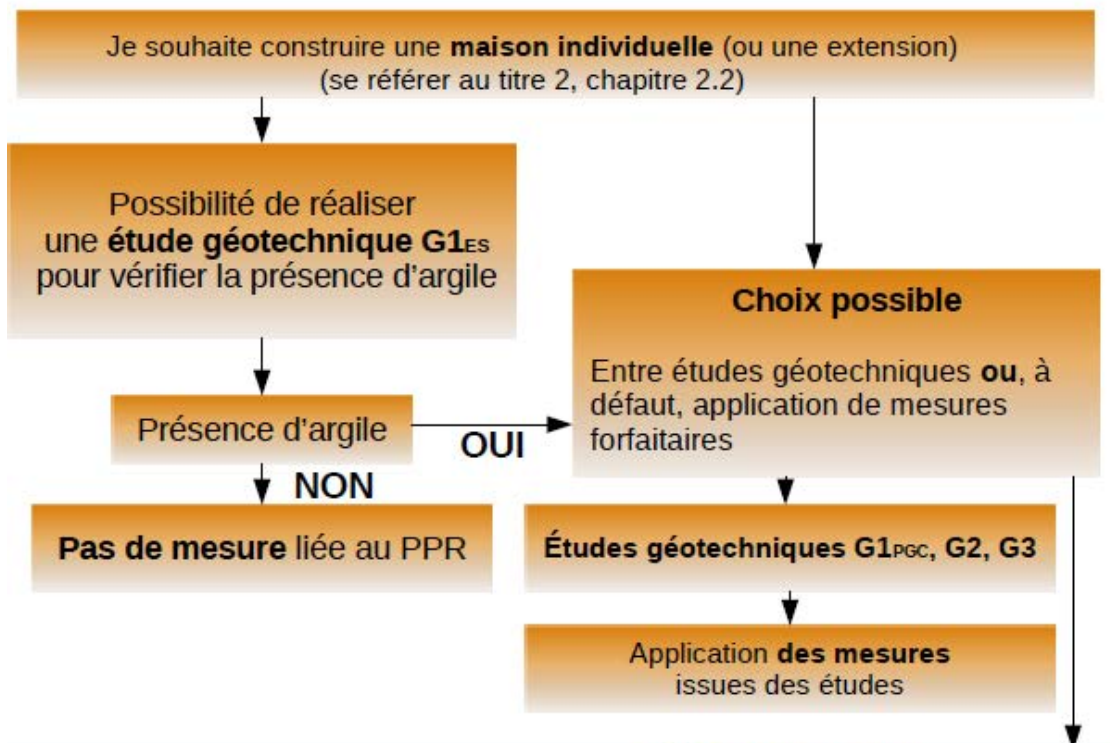 Je souhaite construire une maison individuelle (ou une extension)
(se référer au titre 2, chapitre 2.2)
Possibilité de réaliser
une étude géotechnique G1ES
pour vérifier la présence d'argile
Choix possible
Entre études géotechniques ou, à
défaut, application de mesures
forfaitaires
Présence d'argile
OUI
NON
Pas de mesure liée au PPR
Études géotechniques G1PGC, G2, G3
Application des mesures
issues des études